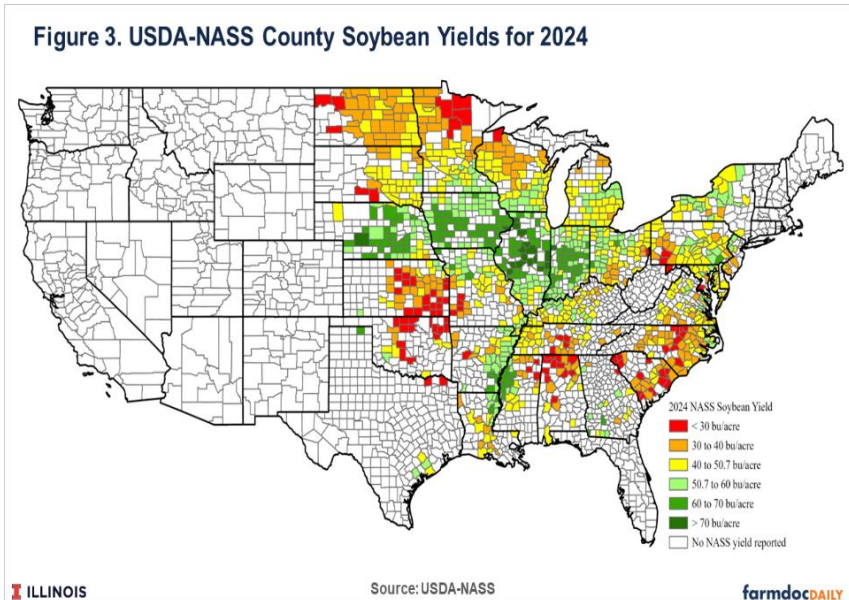 Figure 3. USDA-NASS County Soybean Yields for 2024
2024 NASS Soybean Yield
< 30 bu/acre
30 to 40 bu/acre
40 to 50.7 bu/acre
50.7 to 60 bu/acre
60 to 70 bu/acre
> 70 bu/acre
No NASS yield reported
I ILLINOIS
Source: USDA-NASS
farmdocDAILY